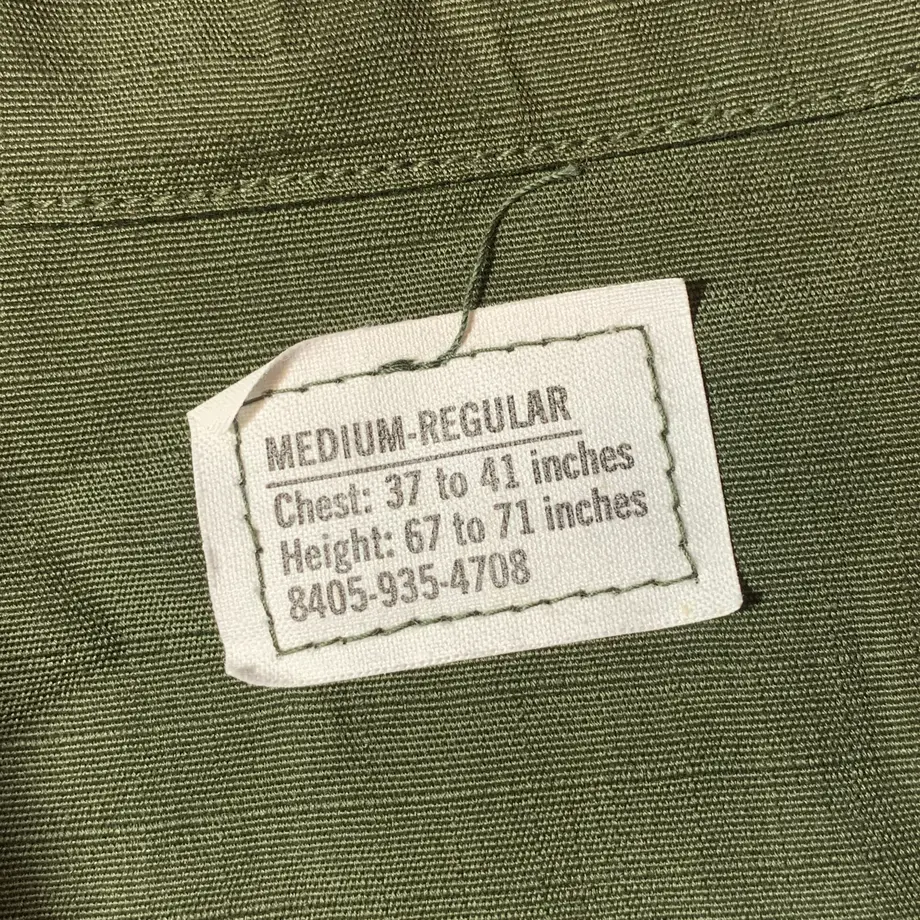 MEDIUM-REGULAR
Chest: 37 to 41 inches
Height: 67 to 71 inches
8405-935-4708